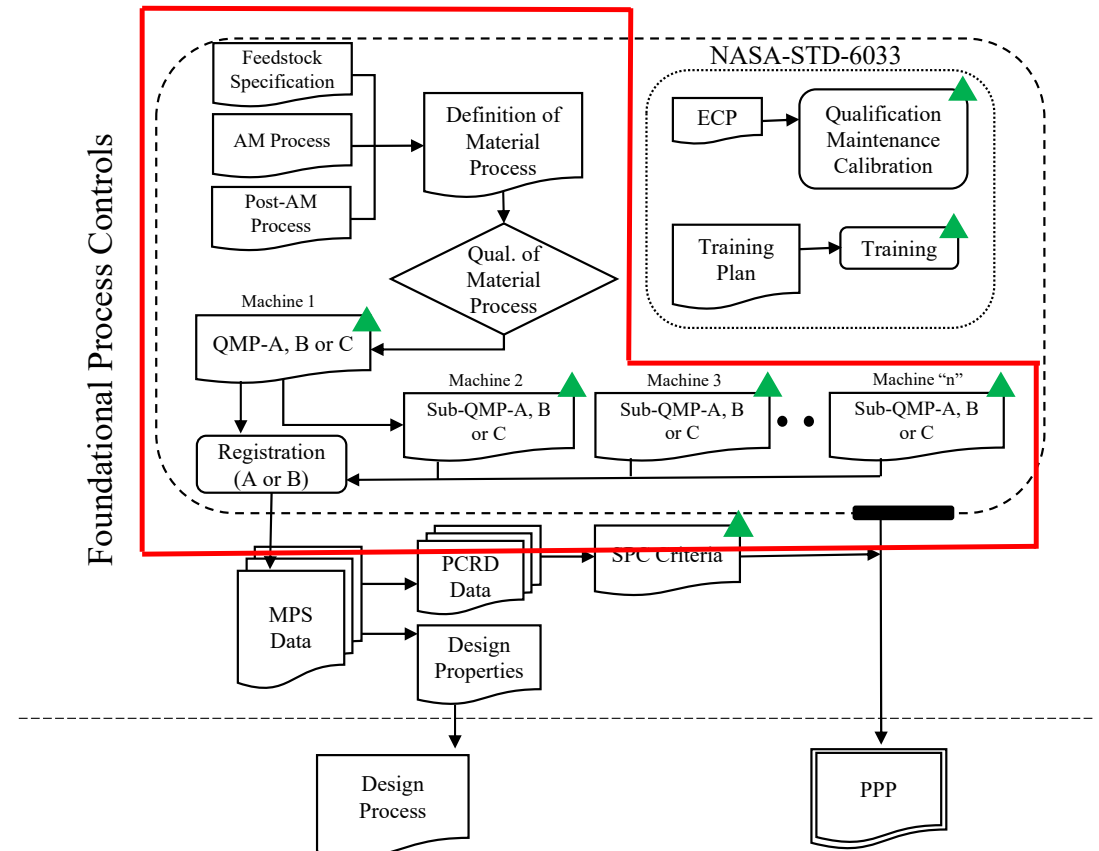 Foundational Process Controls
NASA-STD-6033
Feedstock
Specification
AM Process
Post-AM
Process
Definition of
Material
Process
Qual. of
Material
Process
ECP
Qualification
Maintenance
Calibration
Training
Plan
Training
Machine 1
QMP-A, B or C
Machine 2
Sub-QMP-A, B
or C
Machine 3
Sub-QMP-A, B
or C
Machine “n”
Sub-QMP-A, B
or C
Registration
(A or B)
MPS
Data
PCRD
Data
SPC Criteria
Design
Properties
Design
Process
PPP